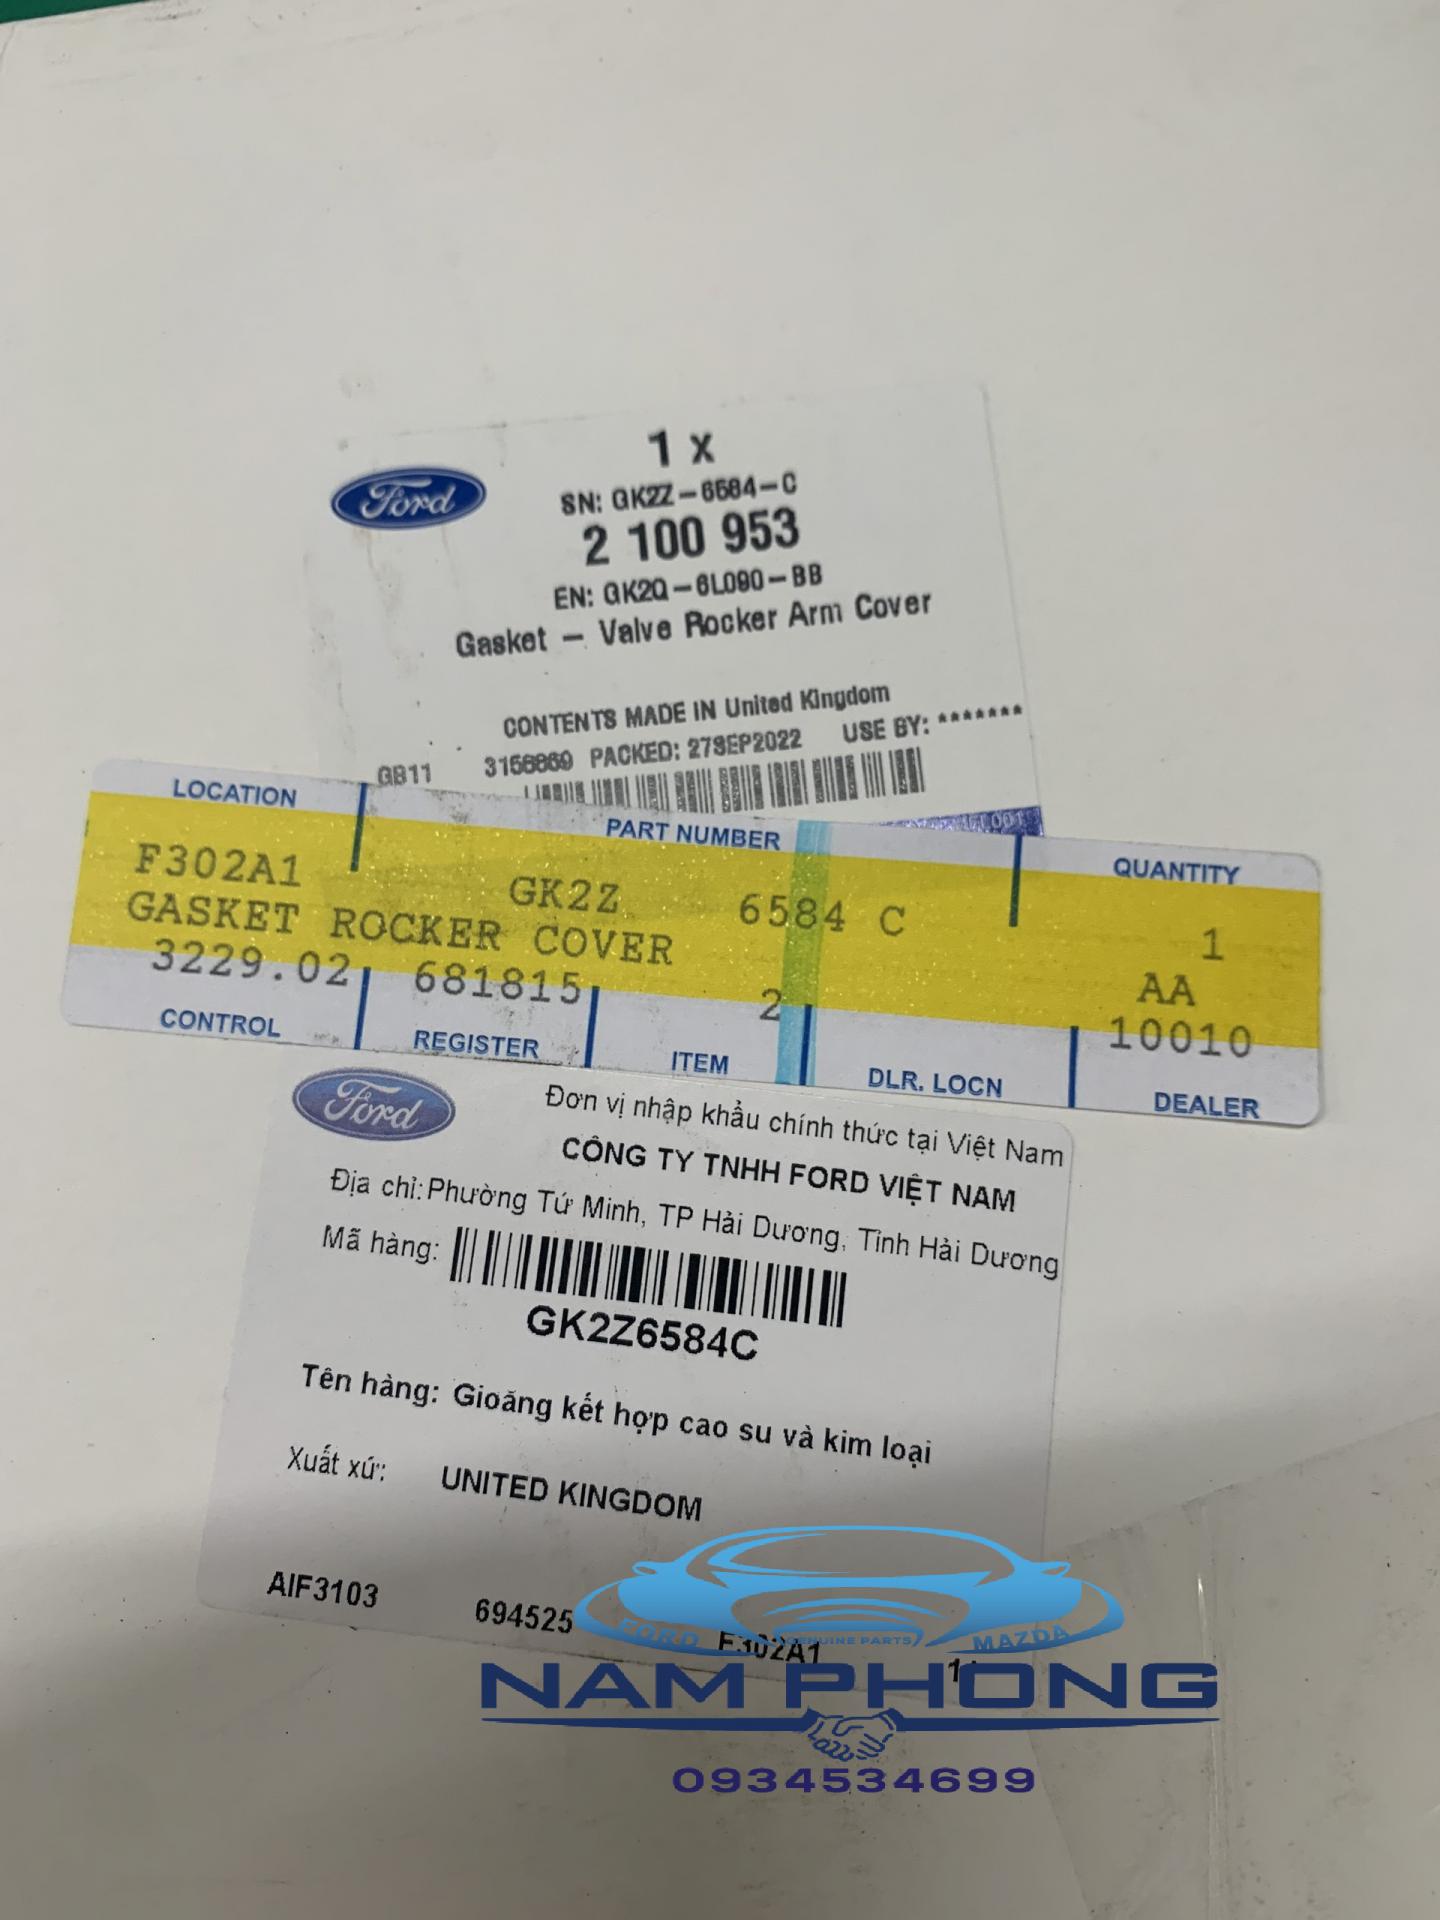 1 x
Ford
SN: GK2Z-6584-C
2 100 953
EN: GK2Q-6L090-BB
Gasket - Valve Rocker Arm Cover
CONTENTS MADE IN United Kingdom
GB11 3156869 PACKED: 27SEP2022 USE BY: *******
LOCATION PART NUMBER QUANTITY
F302A1 GK2Z 6584 C 1
GASKET ROCKER COVER AA
3229.02 681815 2 10010
CONTROL REGISTER ITEM DLR. LOCN DEALER
Ford
Đơn vị nhập khẩu chính thức tại Việt Nam
CÔNG TY TNHH FORD VIỆT NAM
Địa chỉ: Phường Tứ Minh, TP Hải Dương, Tỉnh Hải Dương
Mã hàng:
GK2Z6584C
Tên hàng: Gioăng kết hợp cao su và kim loại
Xuất xứ: UNITED KINGDOM
AIF3103 694525 F302A1
FORD GENUINE PARTS MAZDA
NAM PHONG
0934534699